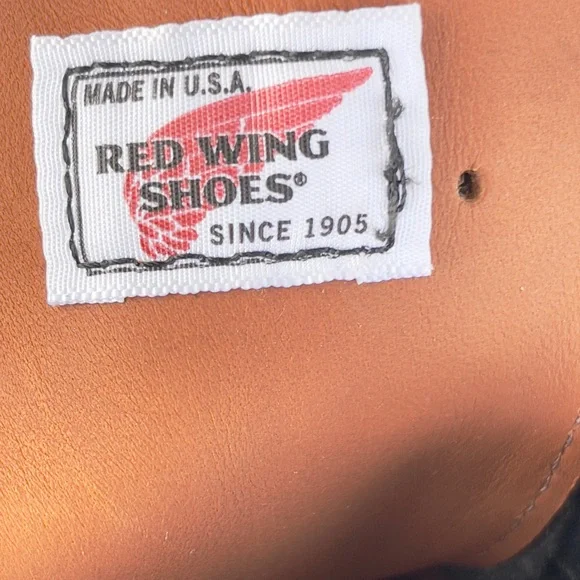 MADE IN U.S.A.
RED WING
SHOES®
SINCE 1905